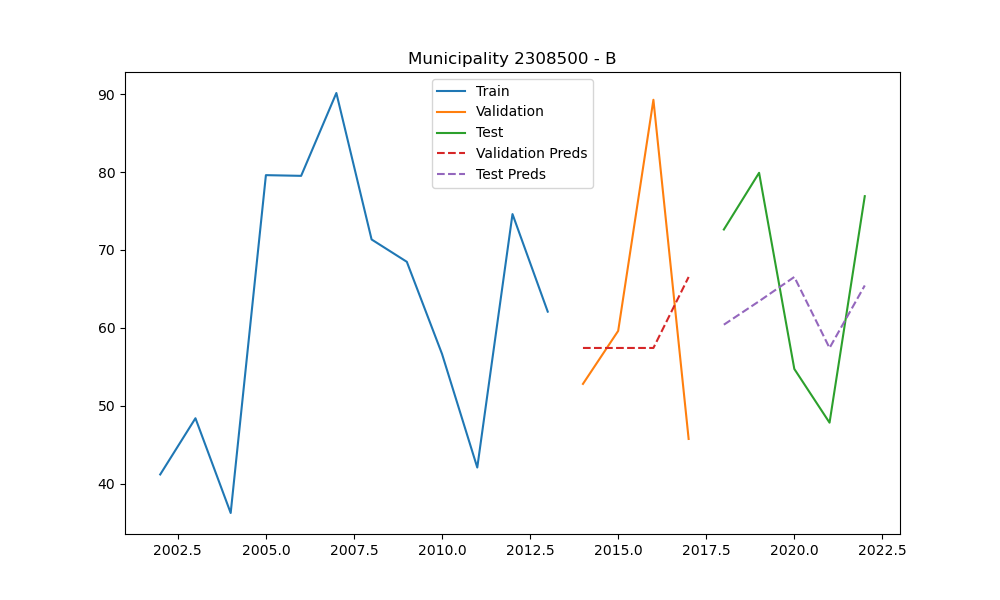 Municipality 2308500 - B
Train
Validation
Test
Validation Preds
Test Preds
90
80
70
60
50
40
2002.5 2005.0 2007.5 2010.0 2012.5 2015.0 2017.5 2020.0 2022.5